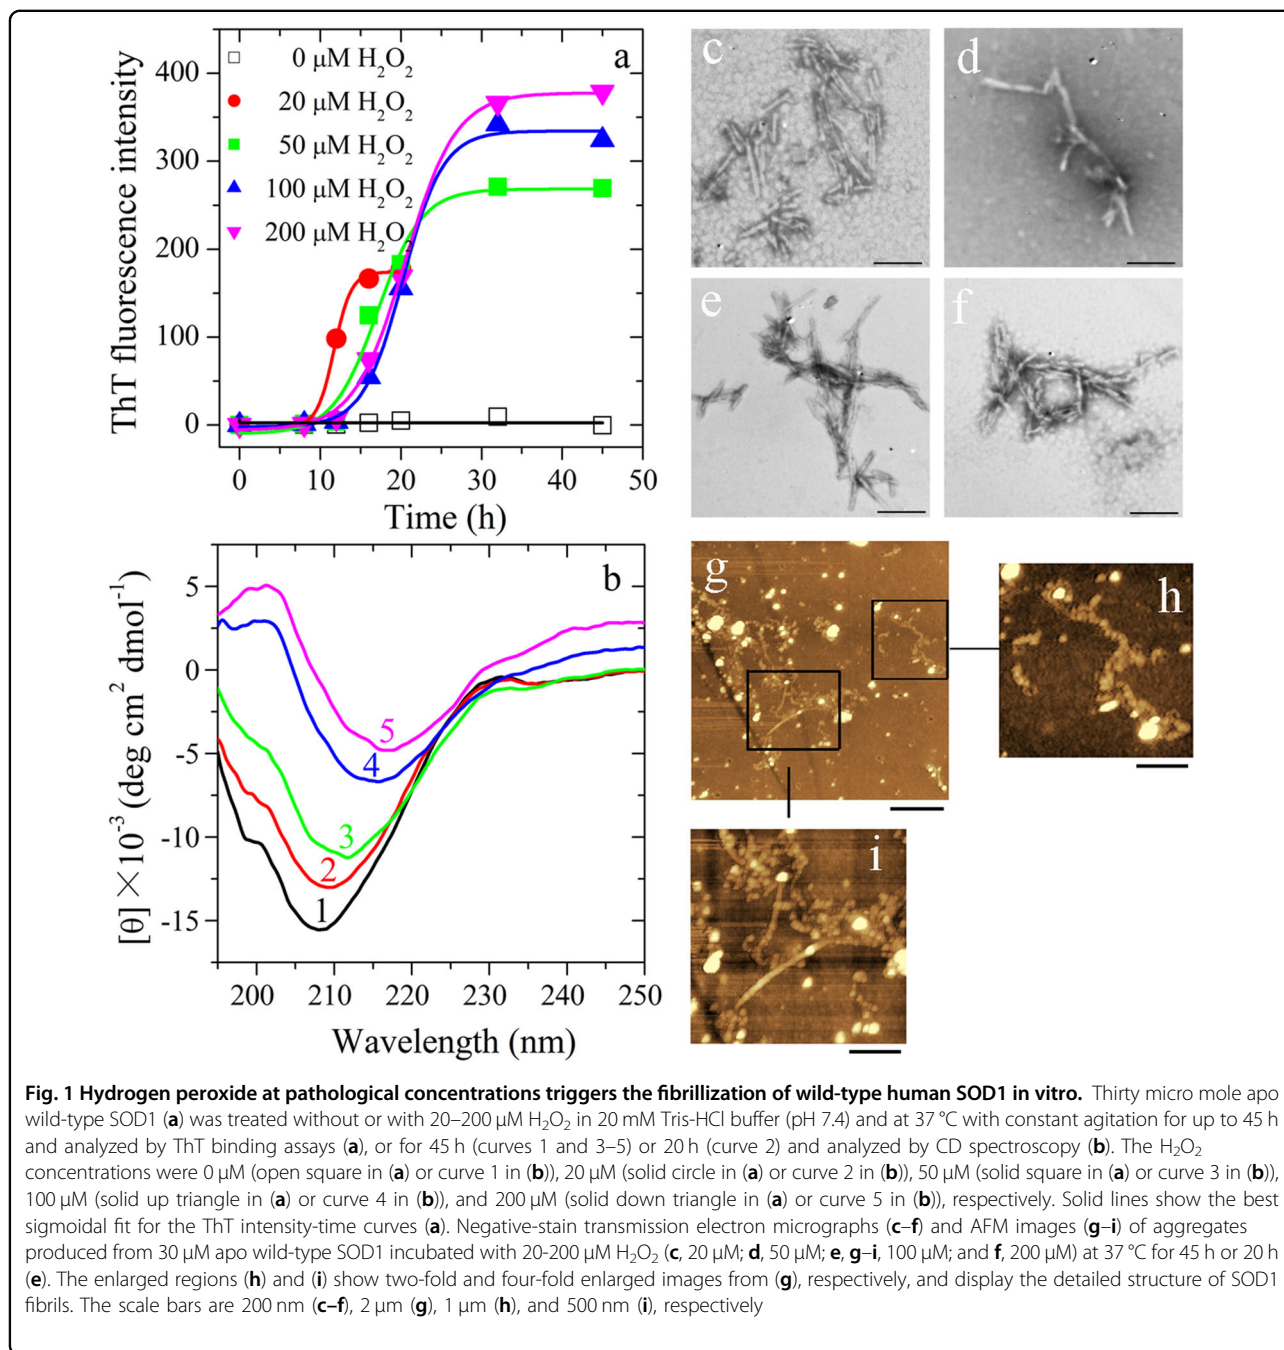 a
ThT fluorescence intensity
400
300
200
100
0
0 μM H₂O₂
20 μM H₂O₂
50 μM H₂O₂
100 μM H₂O₂
200 μM H₂O₂
0 10 20 30 40 50
Time (h)
b
[θ]×10⁻³ (deg cm² dmol⁻¹)
5
0
-5
-10
-15
5
4
3
2
1
200 210 220 230 240 250
Wavelength (nm)
c
d
e
f
g
h
i
Fig. 1 Hydrogen peroxide at pathological concentrations triggers the fibrillization of wild-type human SOD1 in vitro. Thirty micro mole apo
wild-type SOD1 (a) was treated without or with 20–200 μM H₂O₂ in 20 mM Tris-HCl buffer (pH 7.4) and at 37 °C with constant agitation for up to 45 h
and analyzed by ThT binding assays (a), or for 45 h (curves 1 and 3–5) or 20 h (curve 2) and analyzed by CD spectroscopy (b). The H₂O₂
concentrations were 0 μM (open square in (a) or curve 1 in (b)), 20 μM (solid circle in (a) or curve 2 in (b)), 50 μM (solid square in (a) or curve 3 in (b)),
100 μM (solid up triangle in (a) or curve 4 in (b)), and 200 μM (solid down triangle in (a) or curve 5 in (b)), respectively. Solid lines show the best
sigmoidal fit for the ThT intensity-time curves (a). Negative-stain transmission electron micrographs (c–f) and AFM images (g–i) of aggregates
produced from 30 μM apo wild-type SOD1 incubated with 20-200 μM H₂O₂ (c, 20 μM; d, 50 μM; e, g–i, 100 μM; and f, 200 μM) at 37 °C for 45 h or 20 h
(e). The enlarged regions (h) and (i) show two-fold and four-fold enlarged images from (g), respectively, and display the detailed structure of SOD1
fibrils. The scale bars are 200 nm (c–f), 2 μm (g), 1 μm (h), and 500 nm (i), respectively